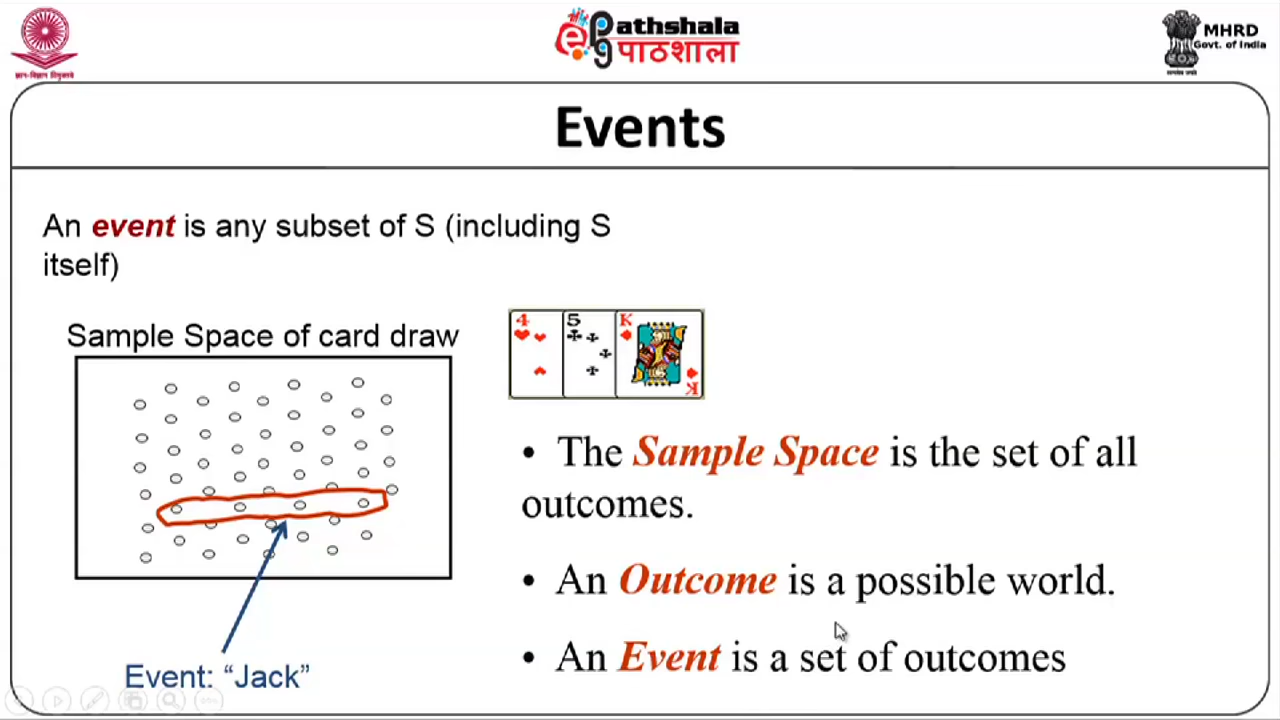 Pathshala
पाठशाला
MHRD
Govt. of India
Events
An event is any subset of S (including S
itself)
Sample Space of card draw
4
5
K
K
• The Sample Space is the set of all
outcomes.
• An Outcome is a possible world.
• An Event is a set of outcomes
Event: “Jack”